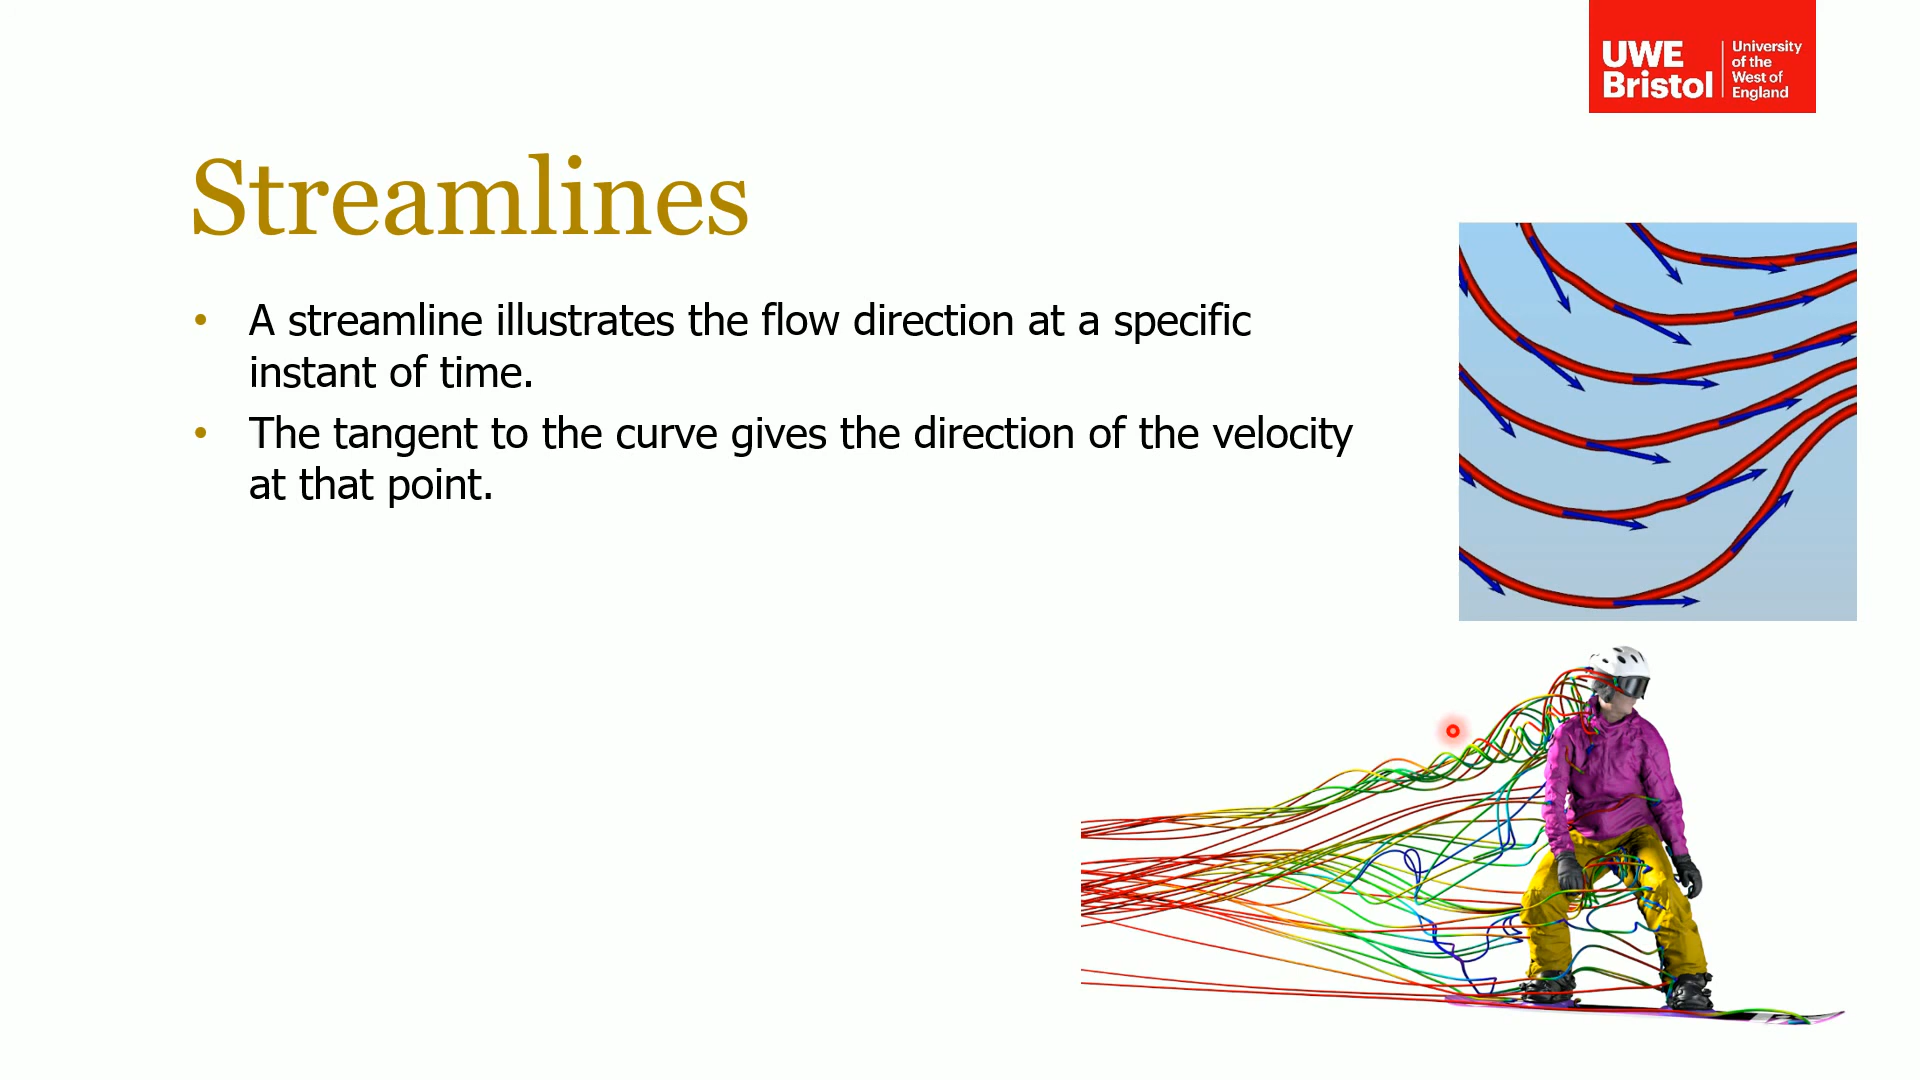 UWE
Bristol
University
of the
West of
England
Streamlines
• A streamline illustrates the flow direction at a specific
instant of time.
• The tangent to the curve gives the direction of the velocity
at that point.